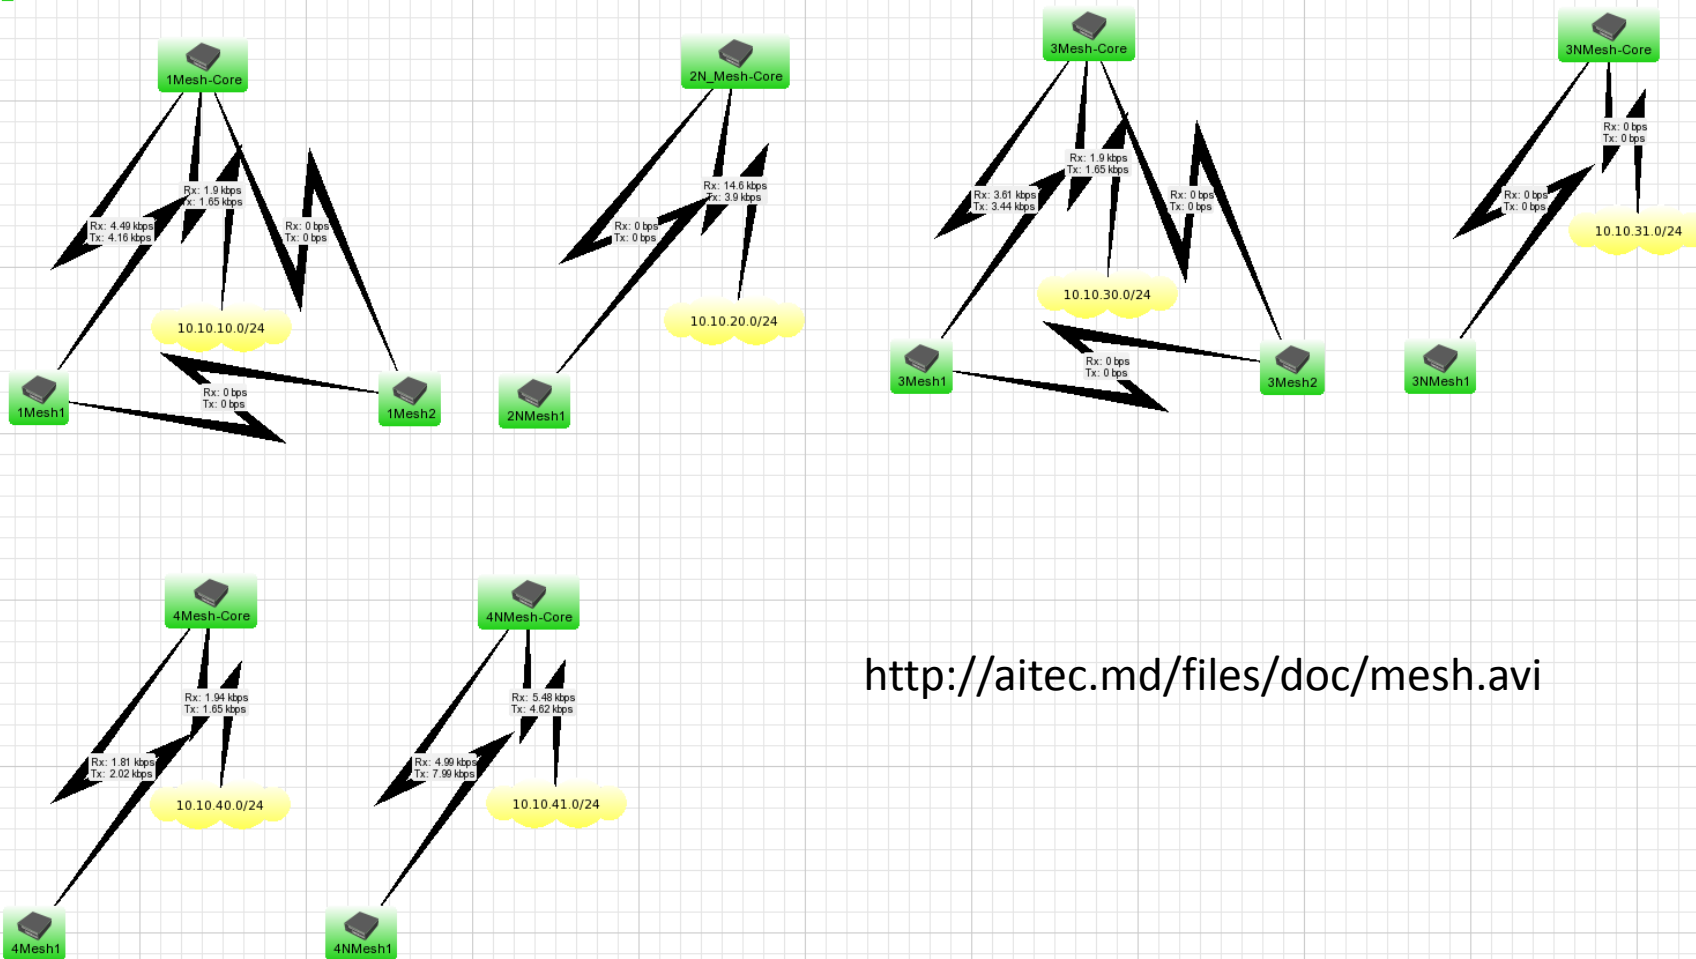 1Mesh-Core
Rx: 1.9 kbps
Tx: 1.65 kbps
Rx: 4.49 kbps
Tx: 4.16 kbps
Rx: 0 bps
Tx: 0 bps
10.10.10.0/24
Rx: 0 bps
Tx: 0 bps
1Mesh1
1Mesh2
2N_Mesh-Core
Rx: 14.6 kbps
Tx: 3.9 kbps
Rx: 0 bps
Tx: 0 bps
10.10.20.0/24
2NMesh1
3Mesh-Core
Rx: 1.9 kbps
Tx: 1.65 kbps
Rx: 3.61 kbps
Tx: 3.44 kbps
Rx: 0 bps
Tx: 0 bps
10.10.30.0/24
Rx: 0 bps
Tx: 0 bps
3Mesh1
3Mesh2
3NMesh-Core
Rx: 0 bps
Tx: 0 bps
Rx: 0 bps
Tx: 0 bps
10.10.31.0/24
3NMesh1
4Mesh-Core
Rx: 1.94 kbps
Tx: 1.65 kbps
Rx: 1.81 kbps
Tx: 2.02 kbps
10.10.40.0/24
4Mesh1
4NMesh-Core
Rx: 5.48 kbps
Tx: 4.62 kbps
Rx: 4.99 kbps
Tx: 7.99 kbps
10.10.41.0/24
4NMesh1
http://aitec.md/files/doc/mesh.avi